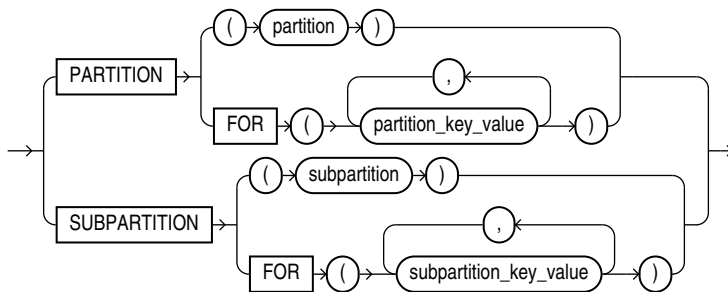 ( partition )
PARTITION
,
FOR ( partition_key_value )
( subpartition )
SUBPARTITION
,
FOR ( subpartition_key_value )